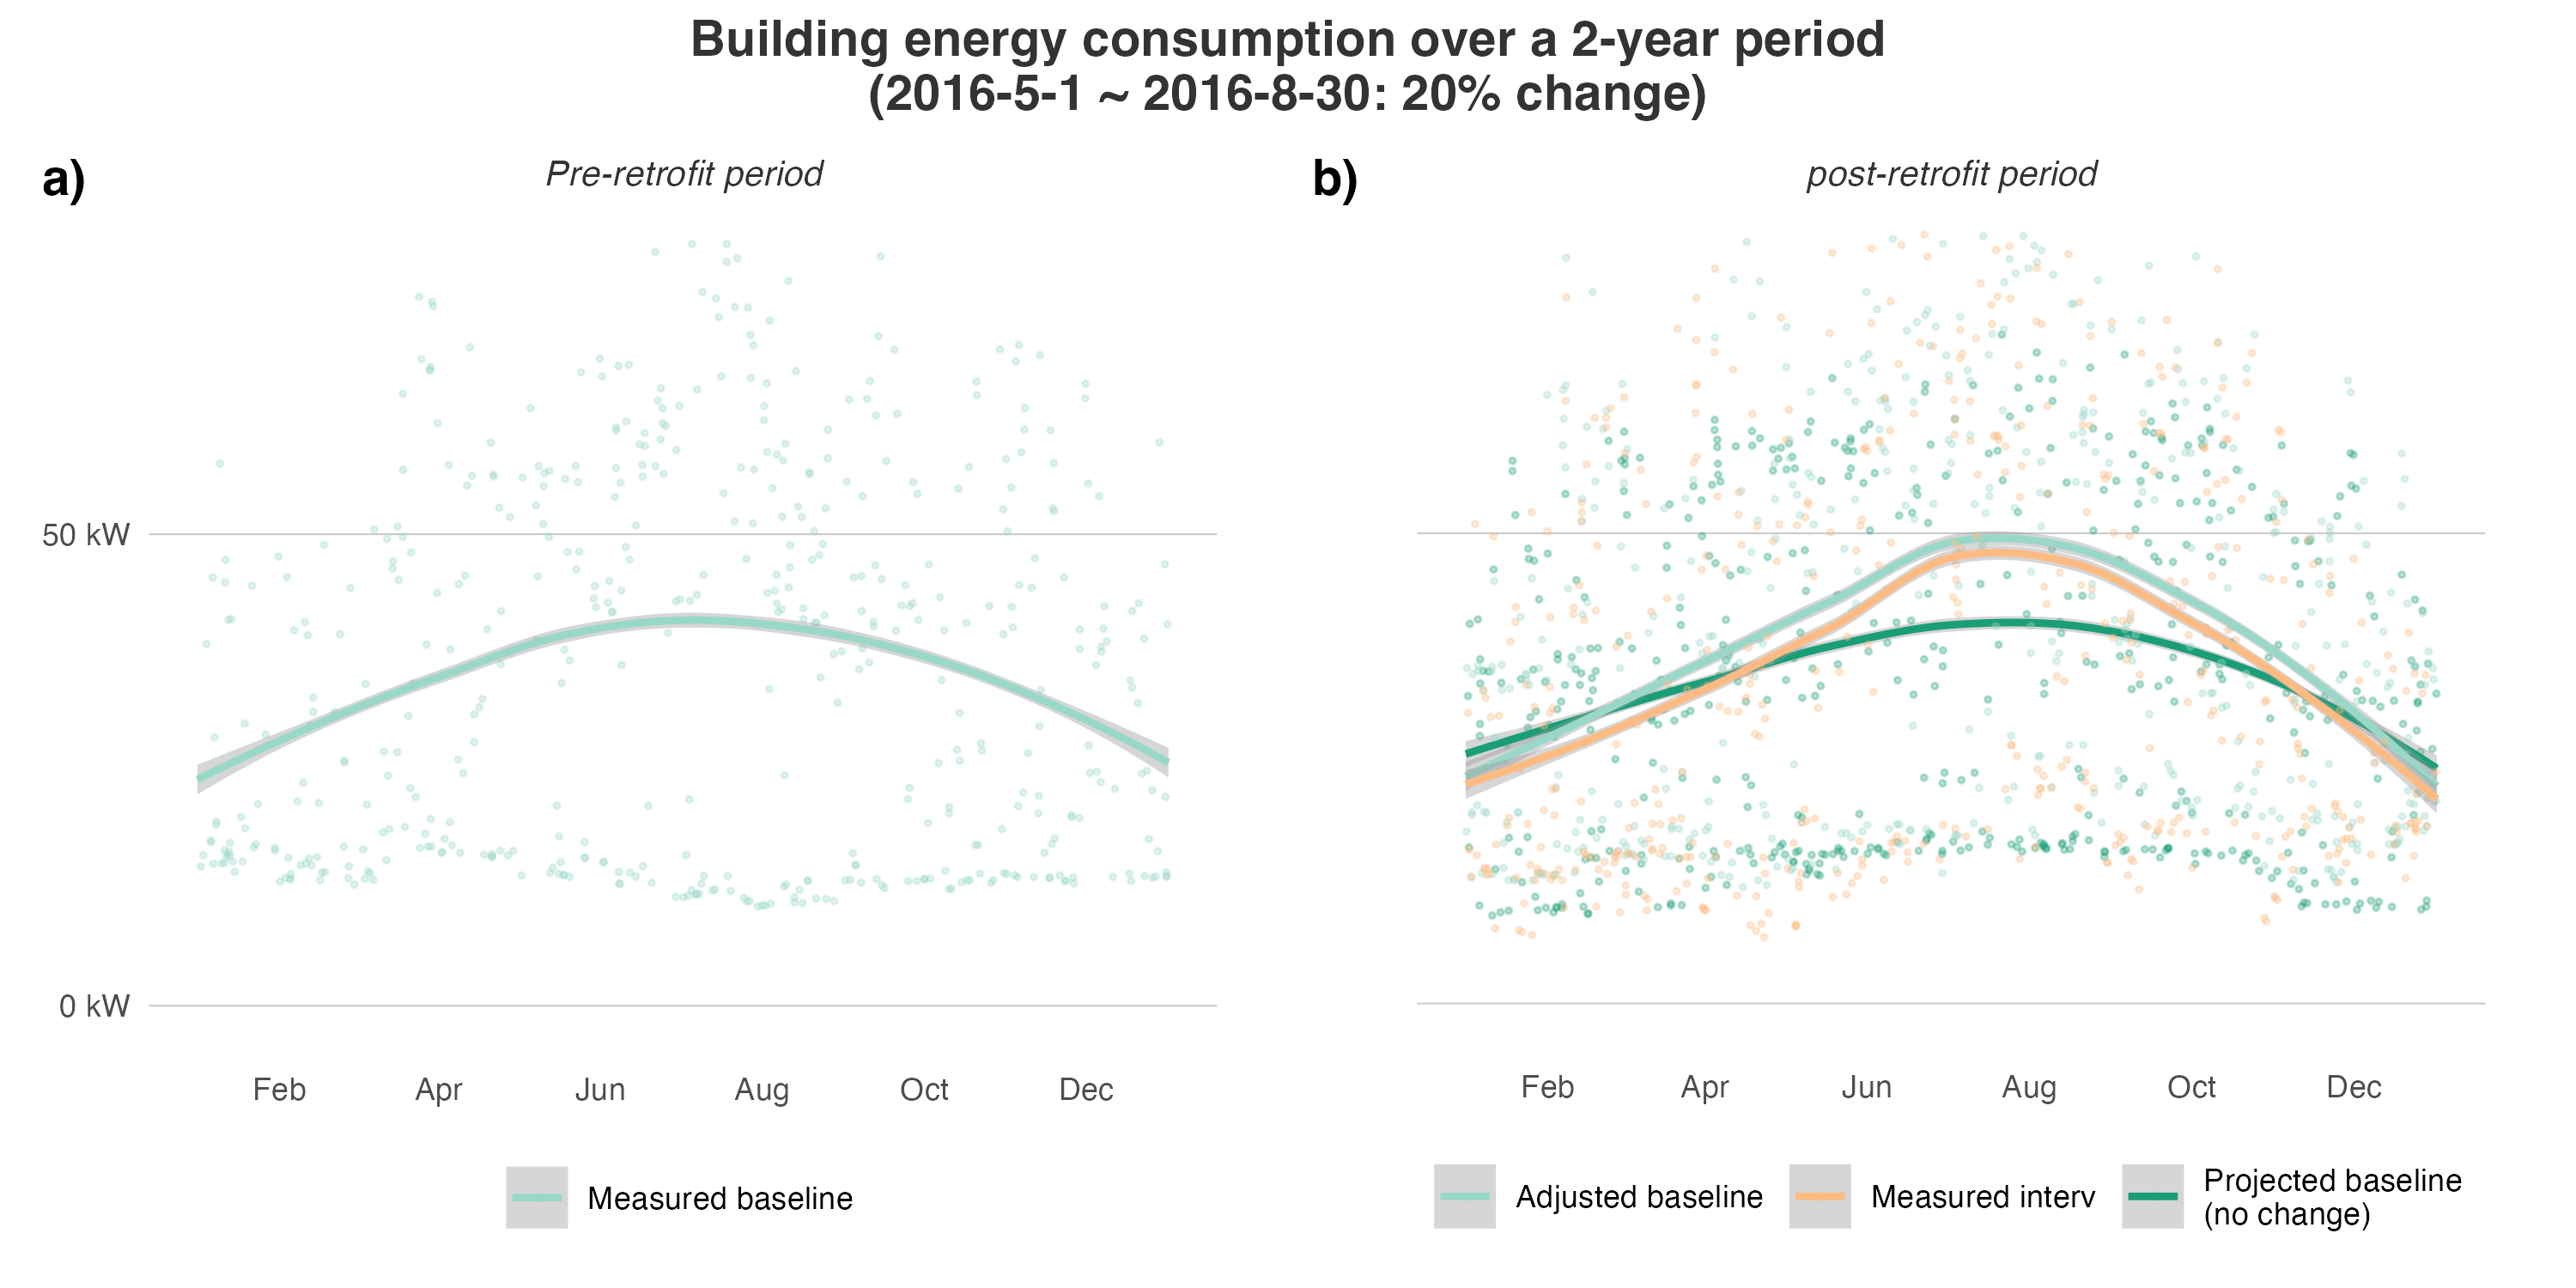 Building energy consumption over a 2-year period
(2016-5-1 ~ 2016-8-30: 20% change)
a)
Pre-retrofit period
50 kW
0 kW
Feb Apr Jun Aug Oct Dec
Measured baseline
b)
post-retrofit period
Feb Apr Jun Aug Oct Dec
Adjusted baseline
Measured interv
Projected baseline
(no change)